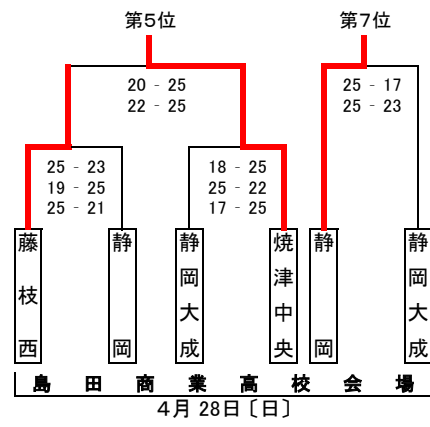 第5位 第7位
20 - 25 25 - 17
22 - 25 25 - 23
25 - 23 18 - 25
19 - 25 25 - 22
25 - 21 17 - 25
藤枝西 静岡 静岡大成 焼津中央 静岡 静岡大成
島田商業高校会場
4月28日〔日〕